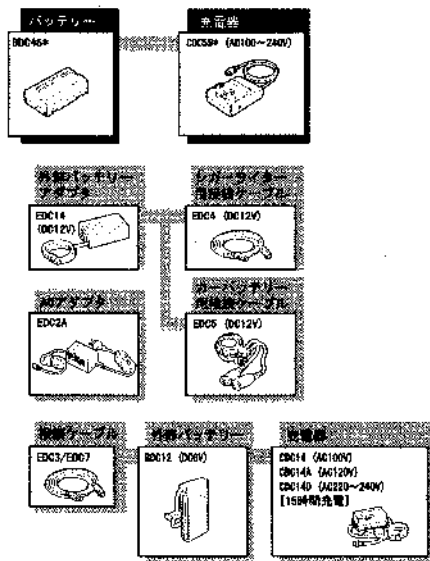 バッテリー
BDC46*
充電器
CDC59* (AC100～240V)
外部バッテリー
アダプタ
EDC14
(DC12V)
シガーライター
用接続ケーブル
EDC4 (DC12V)
ACアダプタ
EDC2A
カーバッテリー
用接続ケーブル
EDC5 (DC12V)
接続ケーブル
EDC3/EDC7
外部バッテリー
BDC12 (DC6V)
充電器
CDC14 (AC100V)
CDC14A (AC120V)
CDC14D (AC220～240V)
[15時間充電]